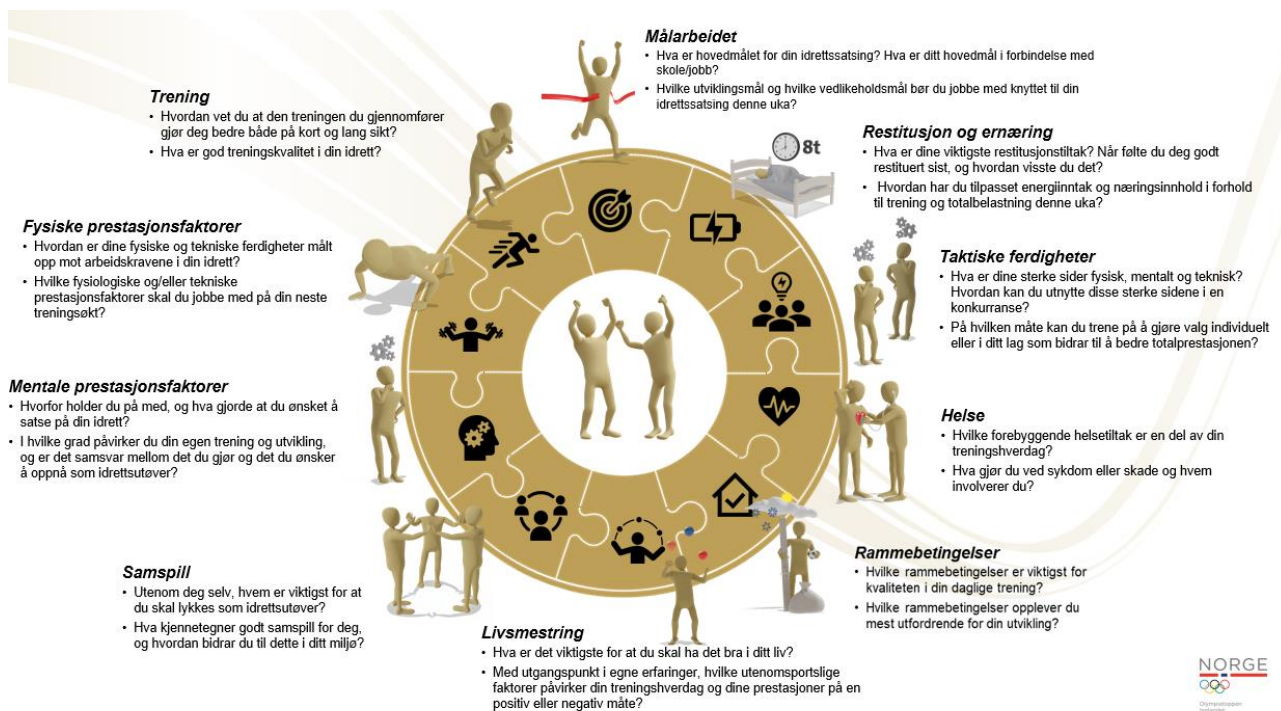 Målarbeidet
• Hva er hovedmålet for din idrettssatsing? Hva er ditt hovedmål i forbindelse med
skole/jobb?
• Hvilke utviklingsmål og hvilke vedlikeholdsmål bør du jobbe med knyttet til din
idrettssatsing denne uka?
8t
Restitusjon og ernæring
• Hva er dine viktigste restitusjonstiltak? Når følte du deg godt
restituert sist, og hvordan visste du det?
• Hvordan har du tilpasset energiinntak og næringsinnhold i forhold
til trening og totalbelastning denne uka?
Taktiske ferdigheter
• Hva er dine sterke sider fysisk, mentalt og teknisk?
Hvordan kan du utnytte disse sterke sidene i en
konkurranse?
• På hvilken måte kan du trene på å gjøre valg individuelt
eller i ditt lag som bidrar til å bedre totalprestasjonen?
Helse
• Hvilke forebyggende helsetiltak er en del av din
treningshverdag?
• Hva gjør du ved sykdom eller skade og hvem
involverer du?
Rammebetingelser
• Hvilke rammebetingelser er viktigst for
kvaliteten i din daglige trening?
• Hvilke rammebetingelser opplever du
mest utfordrende for din utvikling?
Livsmestring
• Hva er det viktigste for at du skal ha det bra i ditt liv?
• Med utgangspunkt i egne erfaringer, hvilke utenomsportslige
faktorer påvirker din treningshverdag og dine prestasjoner på en
positiv eller negativ måte?
Samspill
• Utenom deg selv, hvem er viktigst for at
du skal lykkes som idrettsutøver?
• Hva kjennetegner godt samspill for deg,
og hvordan bidrar du til dette i ditt miljø?
Mentale prestasjonsfaktorer
• Hvorfor holder du på med, og hva gjorde at du ønsket å
satse på din idrett?
• I hvilke grad påvirker du din egen trening og utvikling,
og er det samsvar mellom det du gjør og det du ønsker
å oppnå som idrettsutøver?
Fysiske prestasjonsfaktorer
• Hvordan er dine fysiske og tekniske ferdigheter målt
opp mot arbeidskravene i din idrett?
• Hvilke fysiologiske og/eller tekniske
prestasjonsfaktorer skal du jobbe med på din neste
treningsøkt?
Trening
• Hvordan vet du at den treningen du gjennomfører
gjør deg bedre både på kort og lang sikt?
• Hva er god treningskvalitet i din idrett?
NORGE
Olympiatoppen